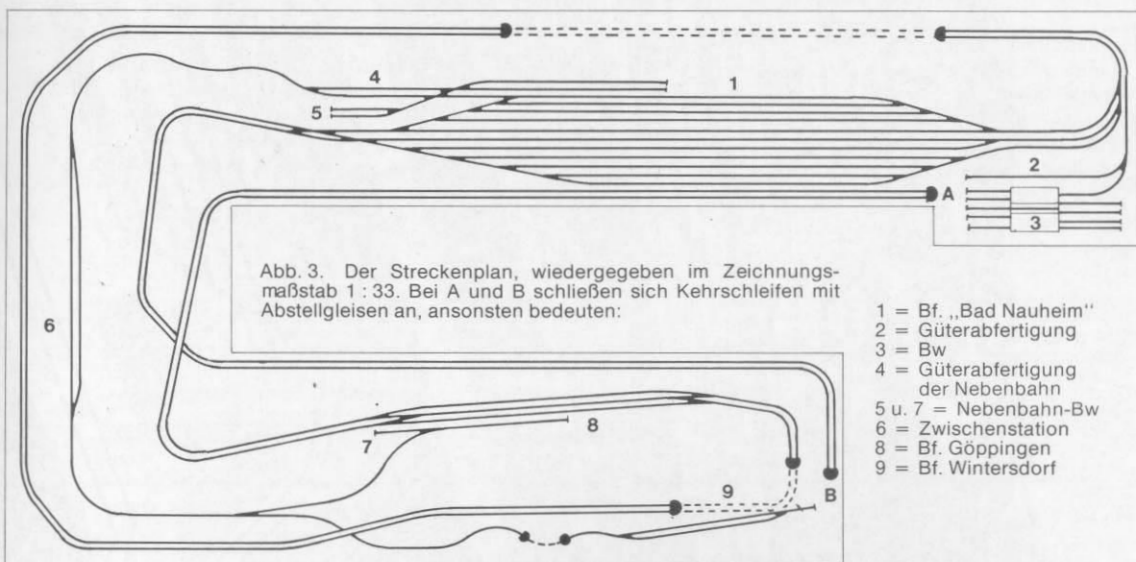 4
1
5
2
A
3
Abb. 3. Der Streckenplan, wiedergegeben im Zeichnungs-
maßstab 1 : 33. Bei A und B schließen sich Kehrschleifen mit
Abstellgleisen an, ansonsten bedeuten:
6
1 = Bf. „Bad Nauheim“
2 = Güterabfertigung
3 = Bw
4 = Güterabfertigung
der Nebenbahn
5 u. 7 = Nebenbahn-Bw
6 = Zwischenstation
8 = Bf. Göppingen
9 = Bf. Wintersdorf
8
7
9
B